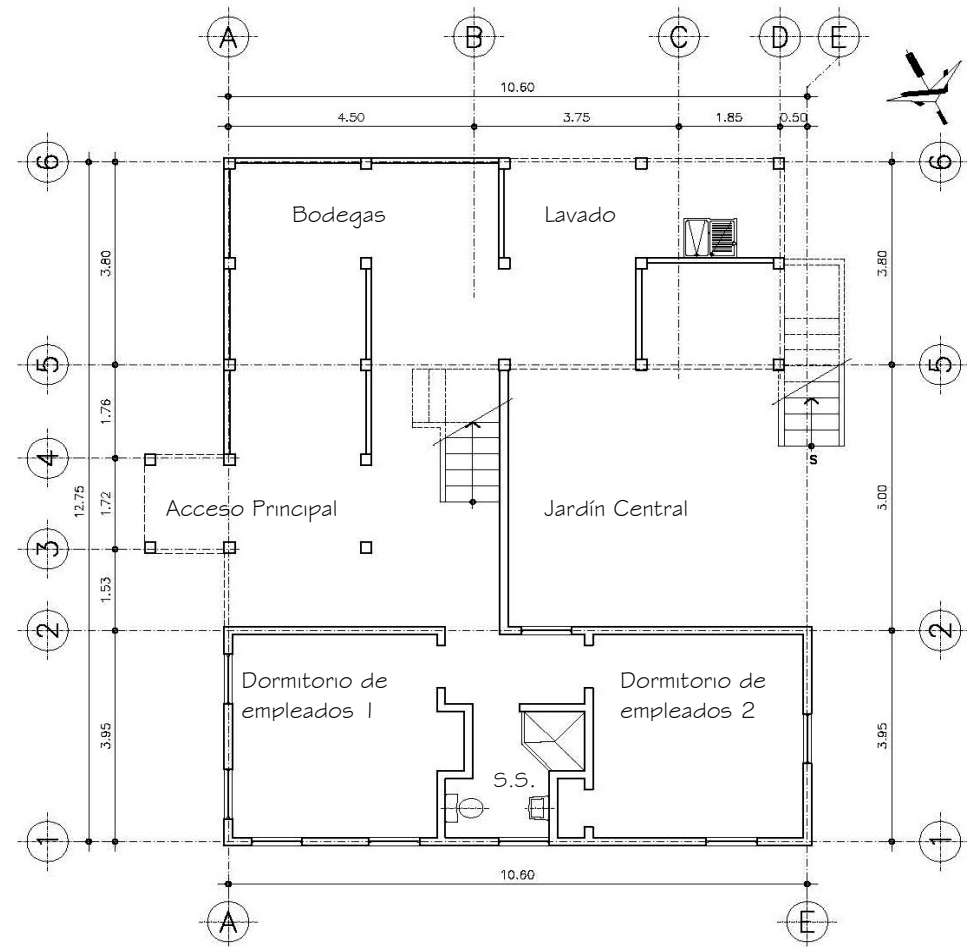 A B C D E
10.60
4.50 3.75 1.85 0.50
6 6
Bodegas Lavado
3.80 3.80
5 5
1.76
4
S
12.75 1.72 Acceso Principal Jardín Central 5.00
3
1.53
2 2
Dormitorio de
empleados 1
Dormitorio de
empleados 2
3.95 3.95
S.S.
1 1
10.60
A E